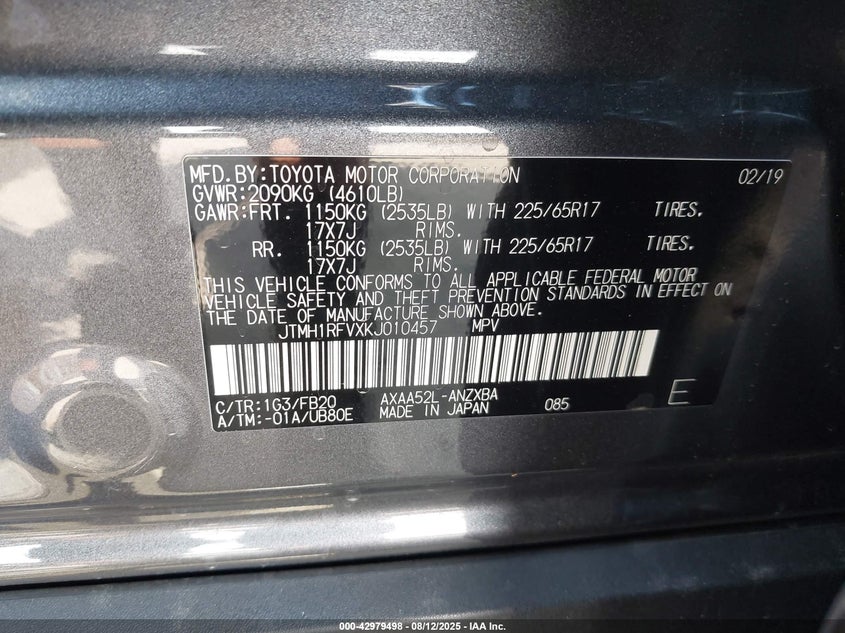 MFD.BY:TOYOTA MOTOR CORPORATION 02/19
GVWR:2090KG (4610LB)
GAWR:FRT. 1150KG (2535LB) WITH 225/65R17 TIRES.
17X7J RIMS.
RR. 1150KG (2535LB) WITH 225/65R17 TIRES.
17X7J RIMS.
THIS VEHICLE CONFORMS TO ALL APPLICABLE FEDERAL MOTOR
VEHICLE SAFETY AND THEFT PREVENTION STANDARDS IN EFFECT ON
THE DATE OF MANUFACTURE SHOWN ABOVE.
JTMH1RFVXKJ010457 MPV
C/TR:1G3/FB20 AXAA52L-ANZXBA
A/TM:-01A/UB80E MADE IN JAPAN 085 E
000-42979498 - 08/12/2025 - IAA Inc.